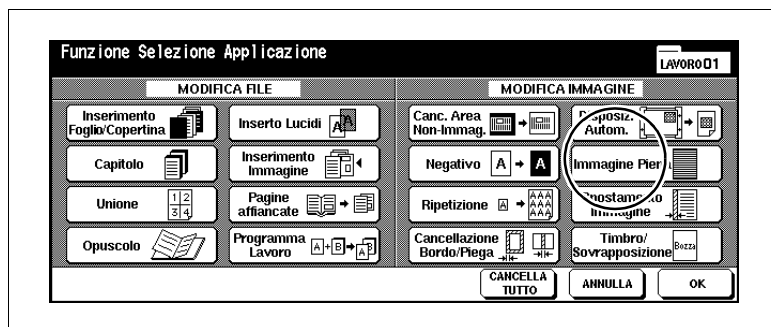 Funzione Selezione Applicazione
LAVORO01
MODIFICA FILE
MODIFICA IMMAGINE
Inserimento
Foglio/Copertina
Inserto Lucidi
Canc. Area
Non-Immag.
Disposiz.
Autom.
Capitolo
Inserimento
Immagine
Negativo
Immagine Piena
Unione
Pagine
affiancate
Ripetizione
Spostamento
Immagine
Opuscolo
Programma
Lavoro
Cancellazione
Bordo/Piega
Timbro/
Sovrapposizione
Bozza
CANCELLA
TUTTO
ANNULLA
OK